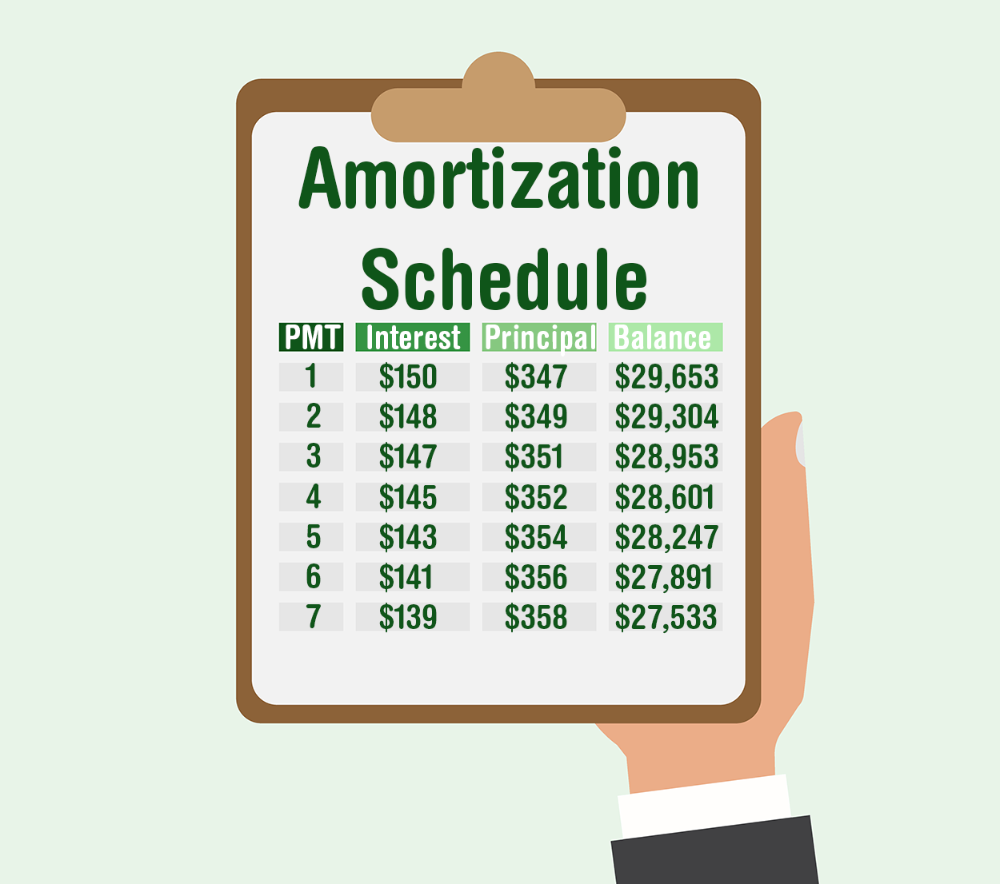 Amortization
Schedule
PMT Interest Principal Balance
1 $150 $347 $29,653
2 $148 $349 $29,304
3 $147 $351 $28,953
4 $145 $352 $28,601
5 $143 $354 $28,247
6 $141 $356 $27,891
7 $139 $358 $27,533